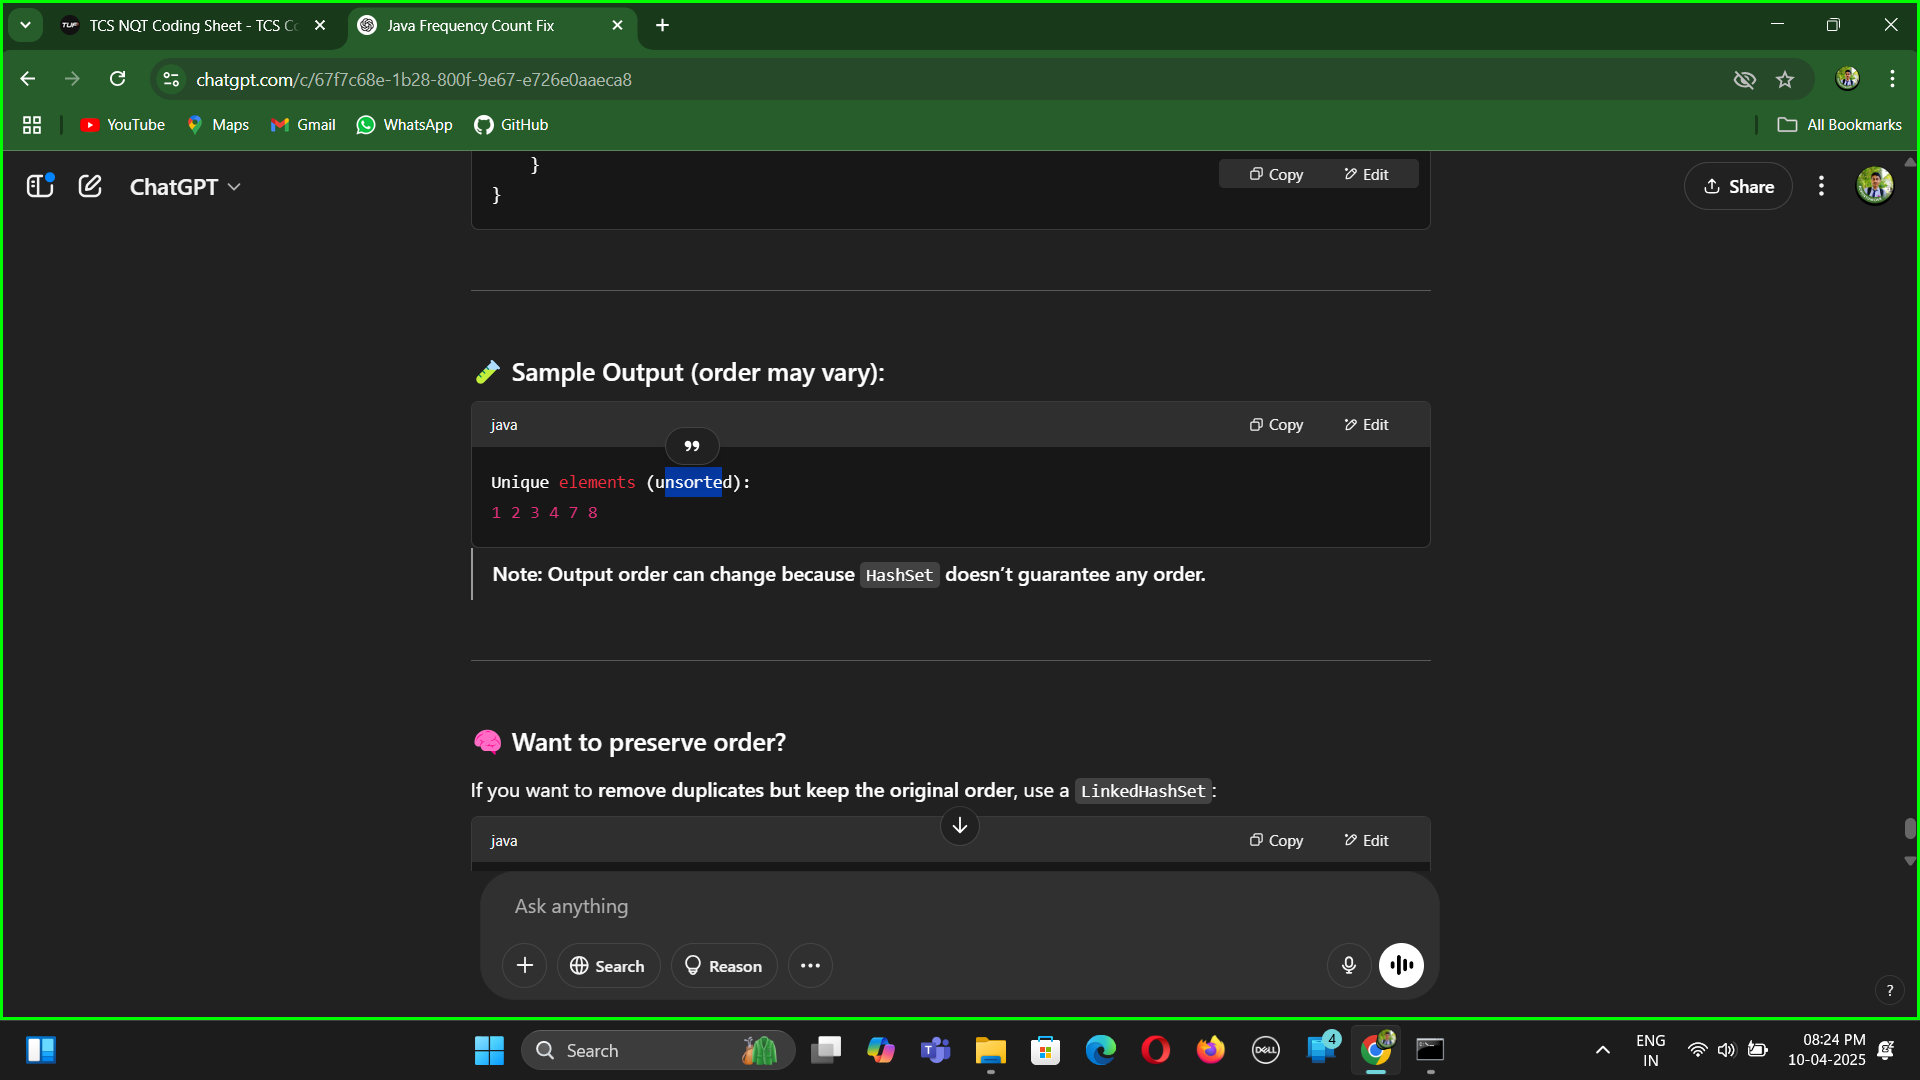 TCS NQT Coding Sheet - TCS Co
Java Frequency Count Fix
chatgpt.com/c/67f7c68e-1b28-800f-9e67-e726e0aaeca8
YouTube
Maps
Gmail
WhatsApp
GitHub
All Bookmarks
ChatGPT
}
}
Copy
Edit
Share
Sample Output (order may vary):
java
Copy
Edit
Unique elements (unsorted):
1 2 3 4 7 8
Note: Output order can change because HashSet doesn’t guarantee any order.
Want to preserve order?
If you want to remove duplicates but keep the original order, use a LinkedHashSet:
java
Copy
Edit
Ask anything
Search
Reason
?
Search
DELL
4
ENG
IN
08:24 PM
10-04-2025